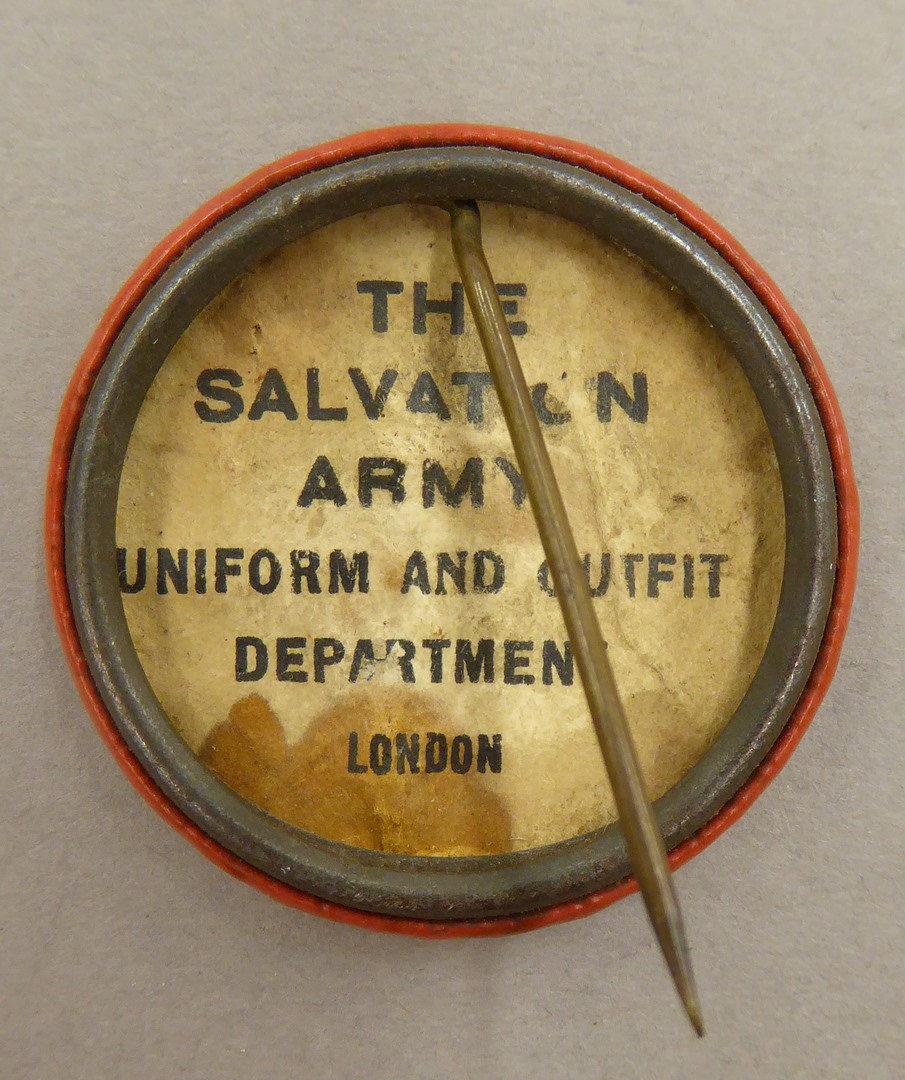 THE
SALVATION
ARMY
UNIFORM AND OUTFIT
DEPARTMENT
LONDON